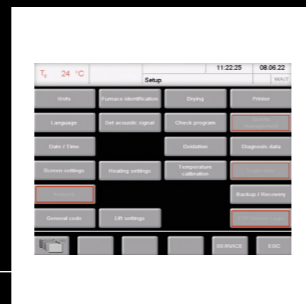 T₀ 24 °C
11:22:25 08.06.22
Setup
WAIT
Units Furnace identification Drying Printer
Language Set acoustic signal Check program
Date / Time Oxidation Diagnosis data
Screen settings Heating settings Temperature calibration
Backup / Recovery
General code Lift settings
SERVICE ESC